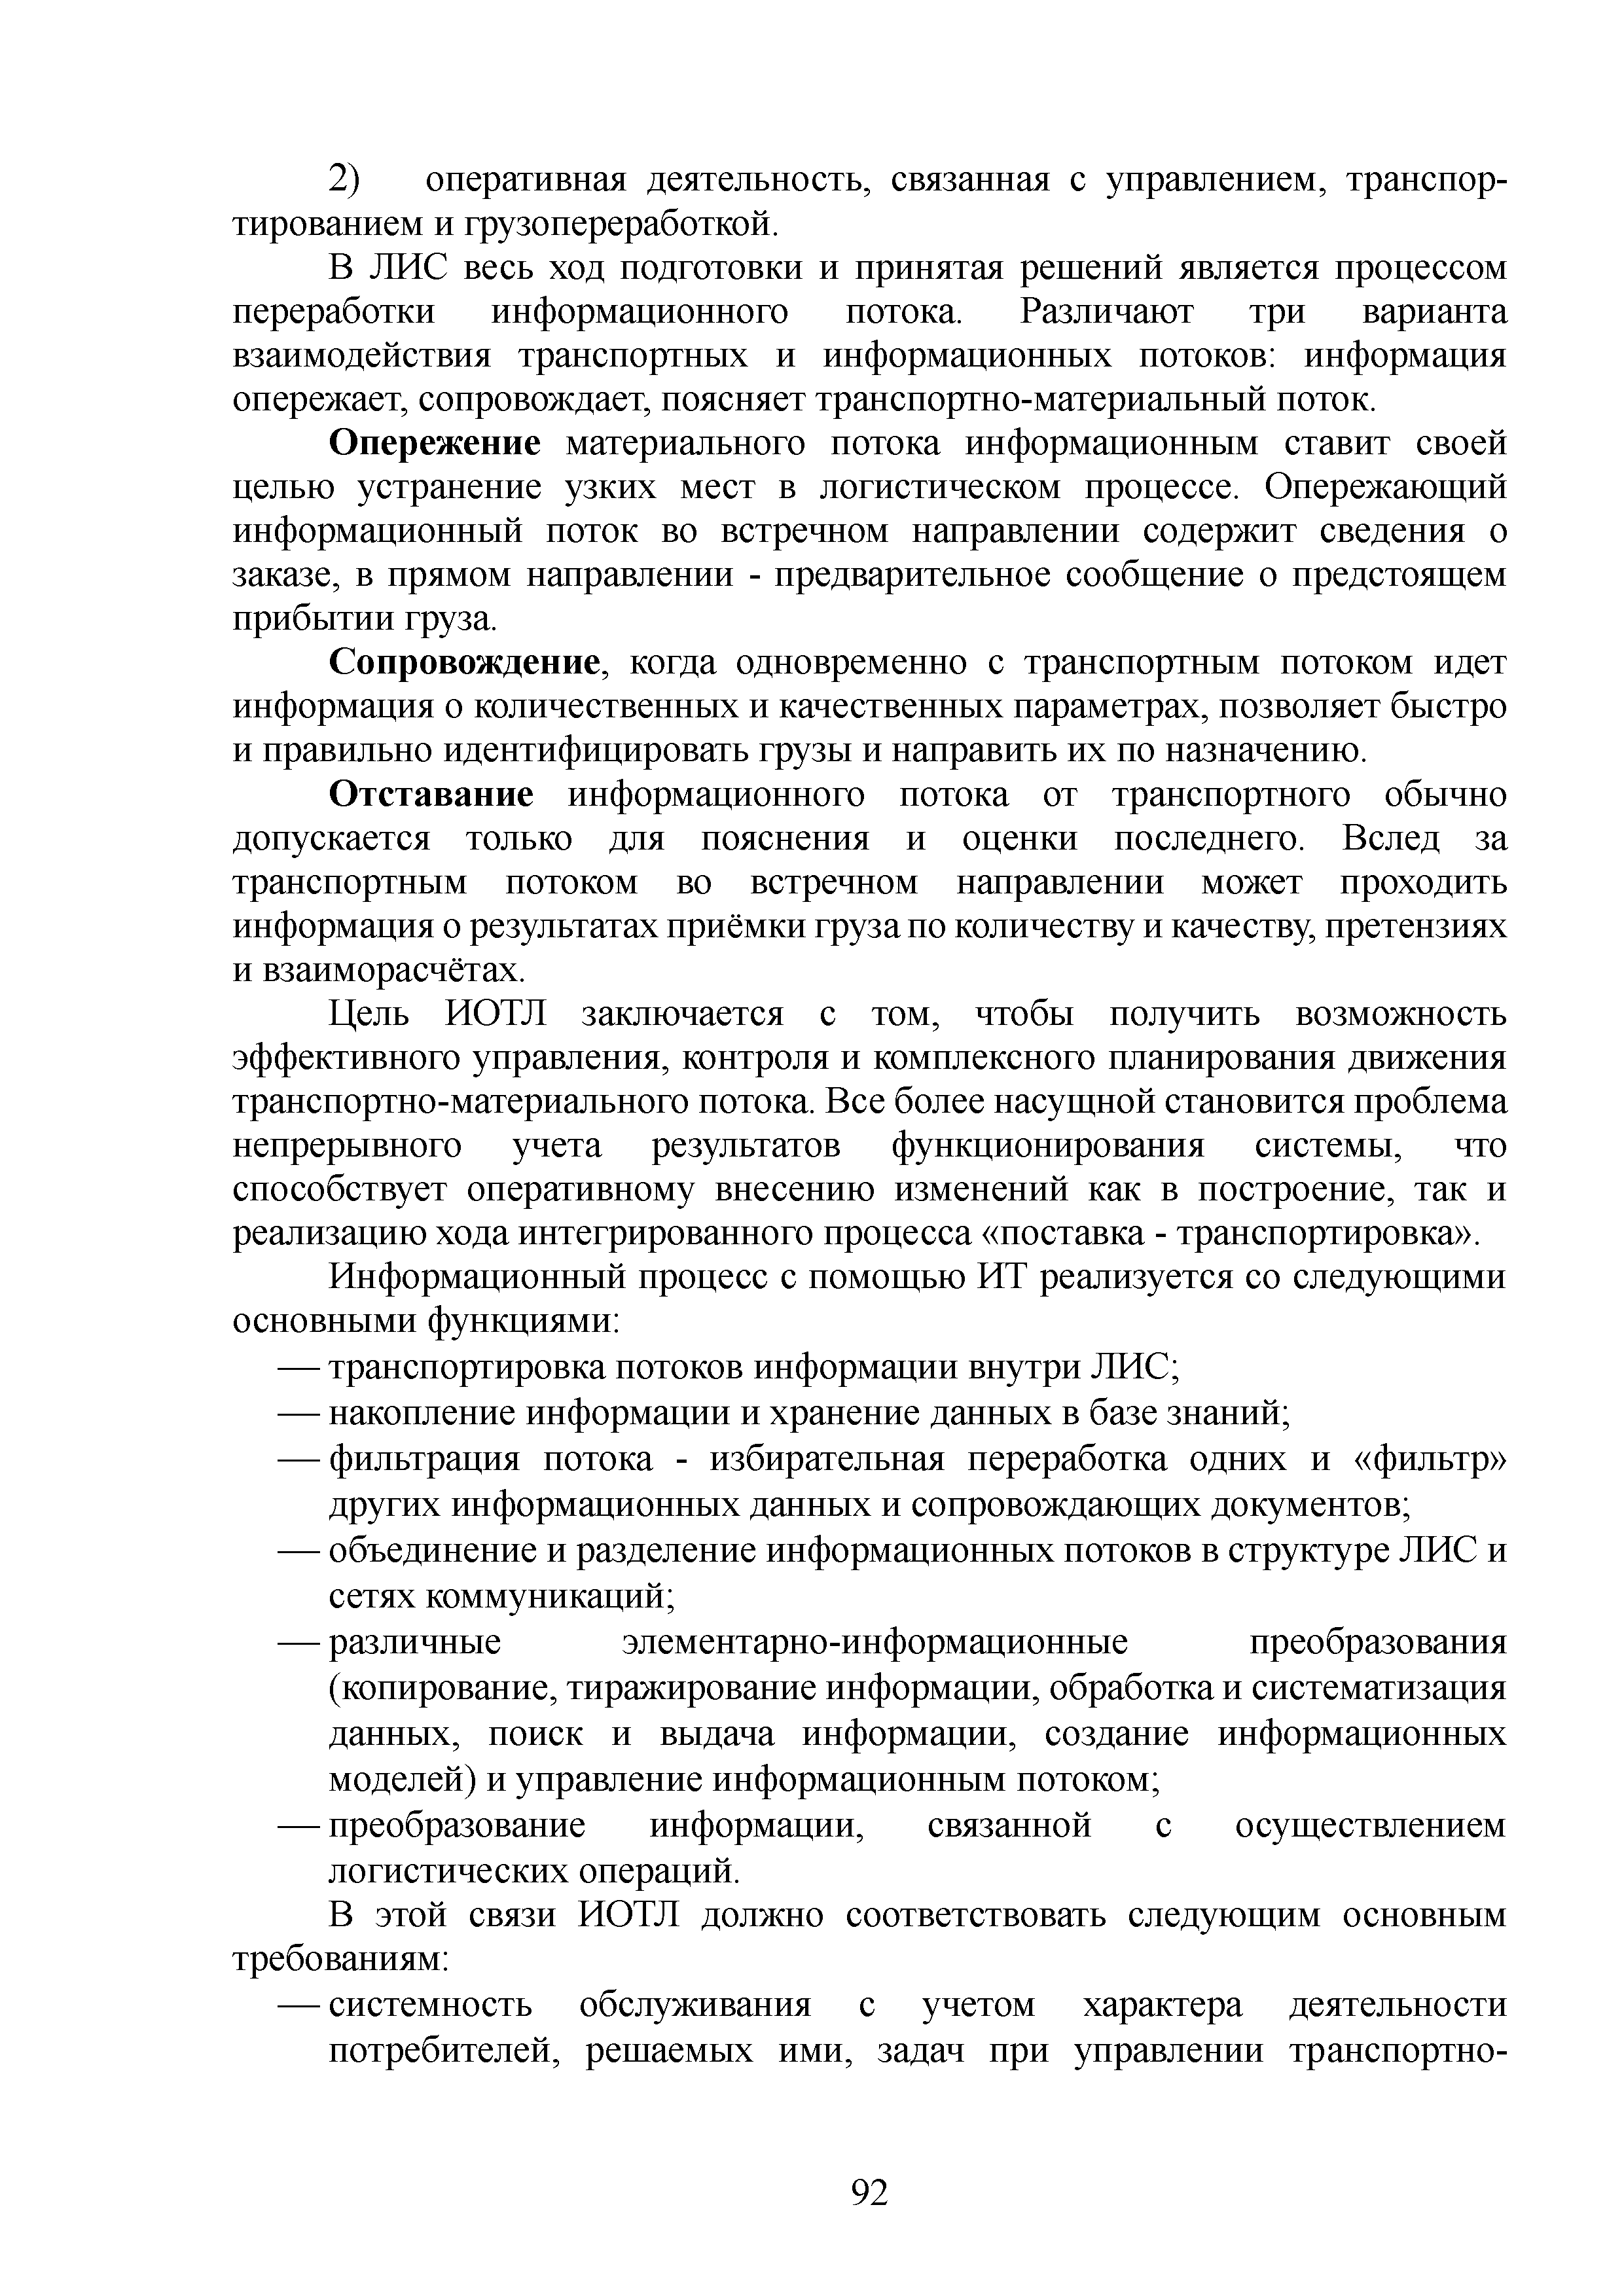 2) оперативная деятельность, связанная с управлением, транспор-
тированием и грузопереработкой.
В ЛИС весь ход подготовки и принятая решений является процессом
переработки информационного потока. Различают три варианта
взаимодействия транспортных и информационных потоков: информация
опережает, сопровождает, поясняет транспортно-материальный поток.
Опережение материального потока информационным ставит своей
целью устранение узких мест в логистическом процессе. Опережающий
информационный поток во встречном направлении содержит сведения о
заказе, в прямом направлении - предварительное сообщение о предстоящем
прибытии груза.
Сопровождение, когда одновременно с транспортным потоком идет
информация о количественных и качественных параметрах, позволяет быстро
и правильно идентифицировать грузы и направить их по назначению.
Отставание информационного потока от транспортного обычно
допускается только для пояснения и оценки последнего. Вслед за
транспортным потоком во встречном направлении может проходить
информация о результатах приёмки груза по количеству и качеству, претензиях
и взаиморасчётах.
Цель ИОТЛ заключается с том, чтобы получить возможность
эффективного управления, контроля и комплексного планирования движения
транспортно-материального потока. Все более насущной становится проблема
непрерывного учета результатов функционирования системы, что
способствует оперативному внесению изменений как в построение, так и
реализацию хода интегрированного процесса «поставка - транспортировка».
Информационный процесс с помощью ИТ реализуется со следующими
основными функциями:
— транспортировка потоков информации внутри ЛИС;
— накопление информации и хранение данных в базе знаний;
— фильтрация потока - избирательная переработка одних и «фильтр»
других информационных данных и сопровождающих документов;
— объединение и разделение информационных потоков в структуре ЛИС и
сетях коммуникаций;
— различные элементарно-информационные преобразования
(копирование, тиражирование информации, обработка и систематизация
данных, поиск и выдача информации, создание информационных
моделей) и управление информационным потоком;
— преобразование информации, связанной с осуществлением
логистических операций.
В этой связи ИОТЛ должно соответствовать следующим основным
требованиям:
— системность обслуживания с учетом характера деятельности
потребителей, решаемых ими, задач при управлении транспортно-
92